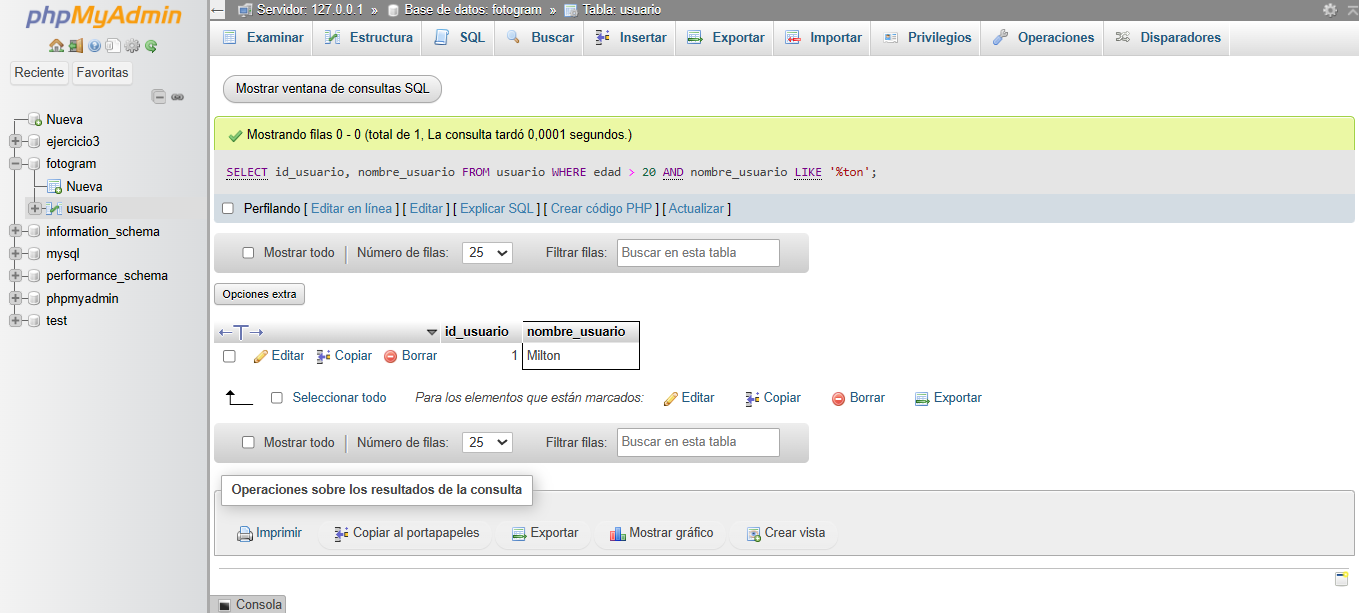 phpMyAdmin
Reciente Favoritas
Nueva
ejercicio3
fotogram
Nueva
usuario
information_schema
mysql
performance_schema
phpmyadmin
test
Servidor: 127.0.0.1 » Base de datos: fotogram » Tabla: usuario
Examinar Estructura SQL Buscar Insertar Exportar Importar Privilegios Operaciones Disparadores
Mostrar ventana de consultas SQL
Mostrando filas 0 - 0 (total de 1, La consulta tardó 0,0001 segundos.)
SELECT id_usuario, nombre_usuario FROM usuario WHERE edad > 20 AND nombre_usuario LIKE '%ton';
Perfilando [ Editar en línea ] [ Editar ] [ Explicar SQL ] [ Crear código PHP ] [ Actualizar ]
Mostrar todo Número de filas: 25 Filtrar filas: Buscar en esta tabla
Opciones extra
id_usuario nombre_usuario
Editar Copiar Borrar 1 Milton
Seleccionar todo Para los elementos que están marcados: Editar Copiar Borrar Exportar
Mostrar todo Número de filas: 25 Filtrar filas: Buscar en esta tabla
Operaciones sobre los resultados de la consulta
Imprimir Copiar al portapapeles Exportar Mostrar gráfico Crear vista
Consola